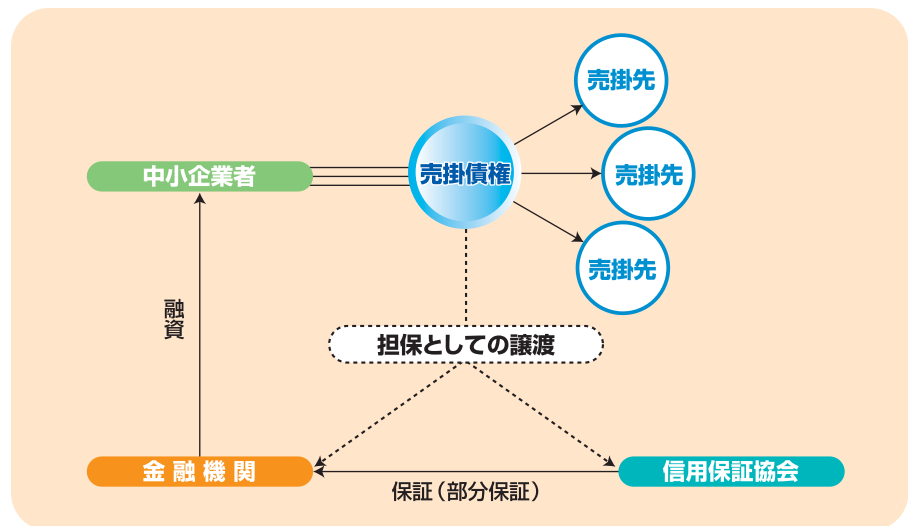 売掛先
売掛債権
売掛先
中小企業者
売掛先
融資
担保としての譲渡
金融機関
信用保証協会
保証（部分保証）